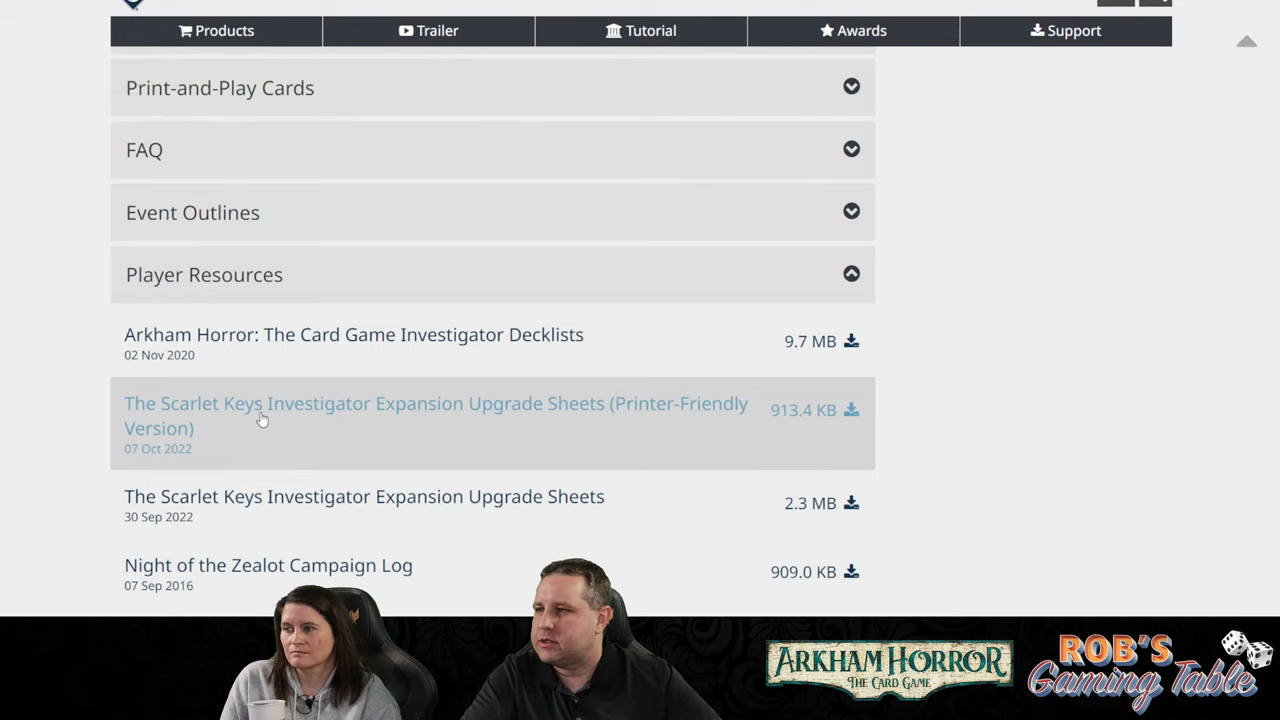 Products
Trailer
Tutorial
Awards
Support
Print-and-Play Cards
FAQ
Event Outlines
Player Resources
Arkham Horror: The Card Game Investigator Decklists
9.7 MB
02 Nov 2020
The Scarlet Keys Investigator Expansion Upgrade Sheets (Printer-Friendly
Version)
913.4 KB
07 Oct 2022
The Scarlet Keys Investigator Expansion Upgrade Sheets
2.3 MB
30 Sep 2022
Night of the Zealot Campaign Log
909.0 KB
07 Sep 2016
ARKHAM HORROR
THE CARD GAME
ROB'S
Gaming Table